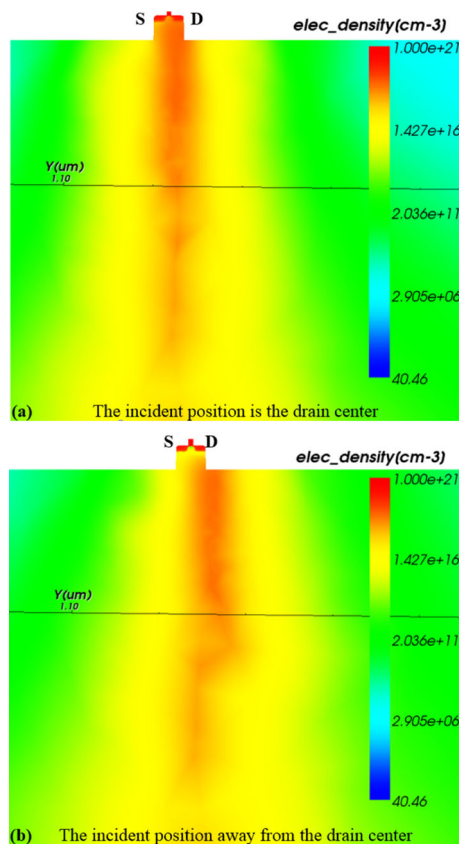 S D
elec_density[cm-3]
1.000e+21
1.427e+16
Y(um)
1.10
2.036e+11
2.905e+06
40.46
(a) The incident position is the drain center
S D
elec_density[cm-3]
1.000e+21
1.427e+16
Y(um)
1.10
2.036e+11
2.905e+06
40.46
(b) The incident position away from the drain center